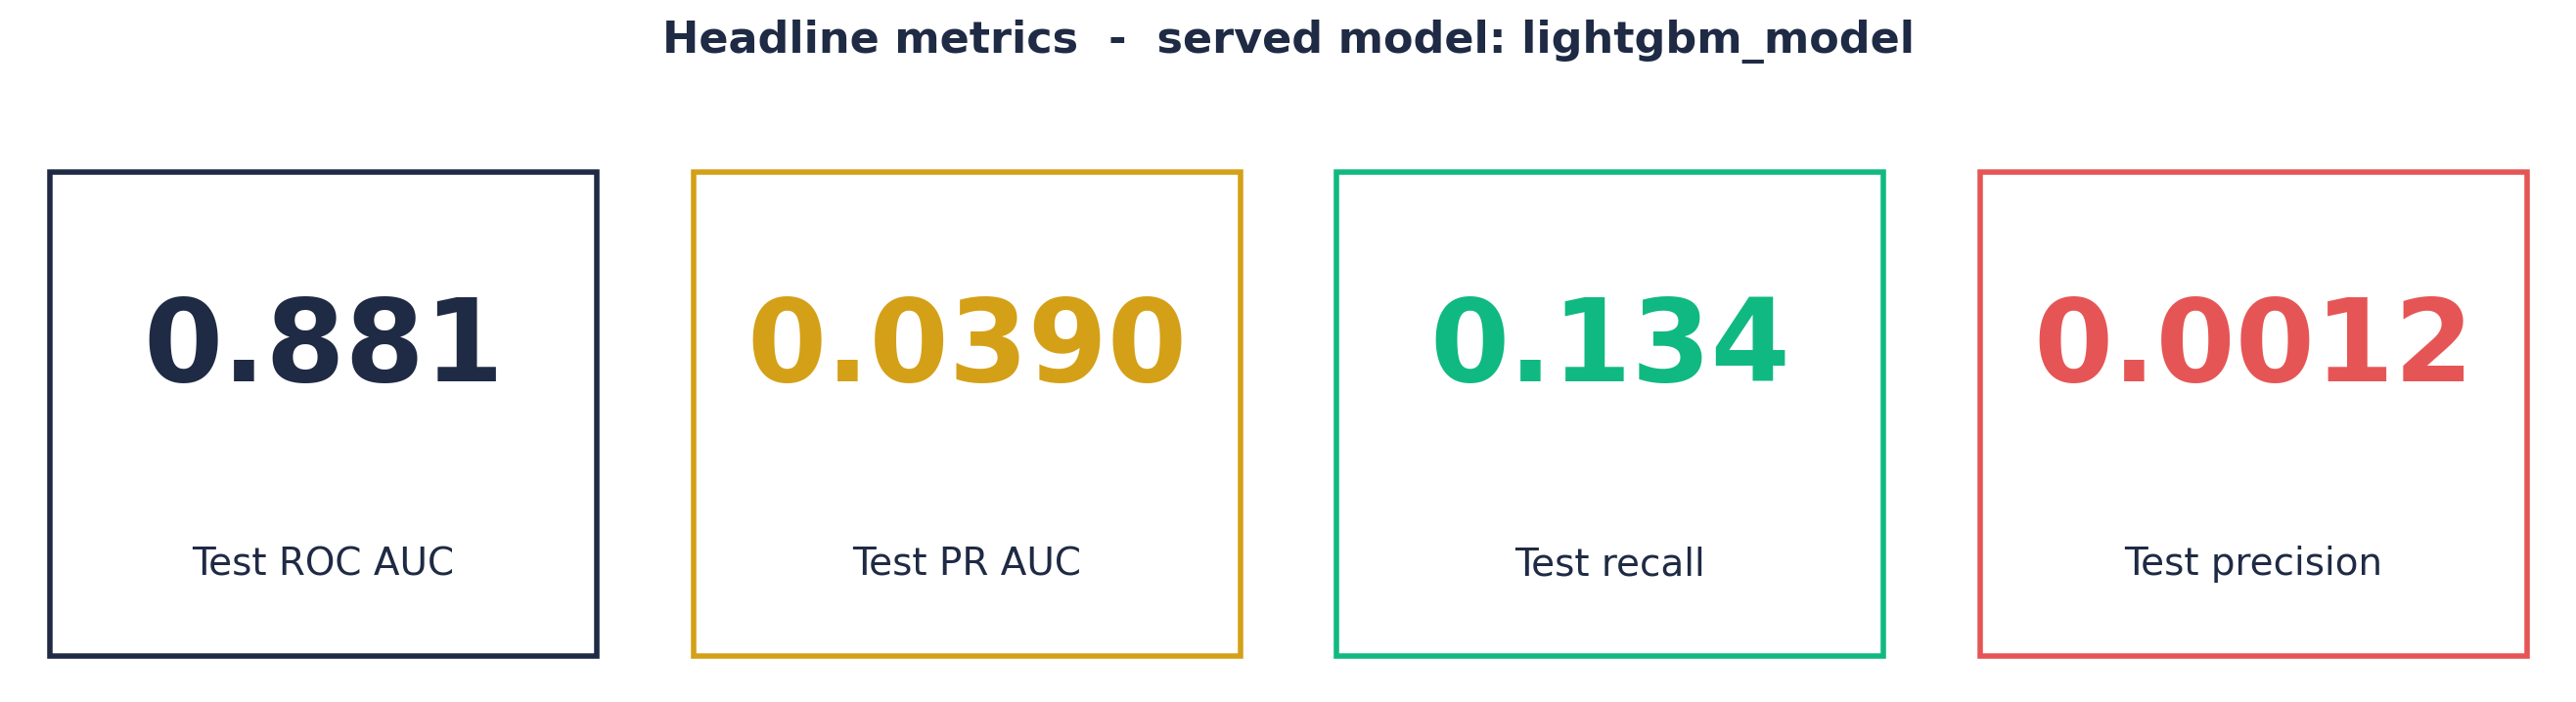 Headline metrics  -  served model: lightgbm_model
0.881
Test ROC AUC
0.0390
Test PR AUC
0.134
Test recall
0.0012
Test precision